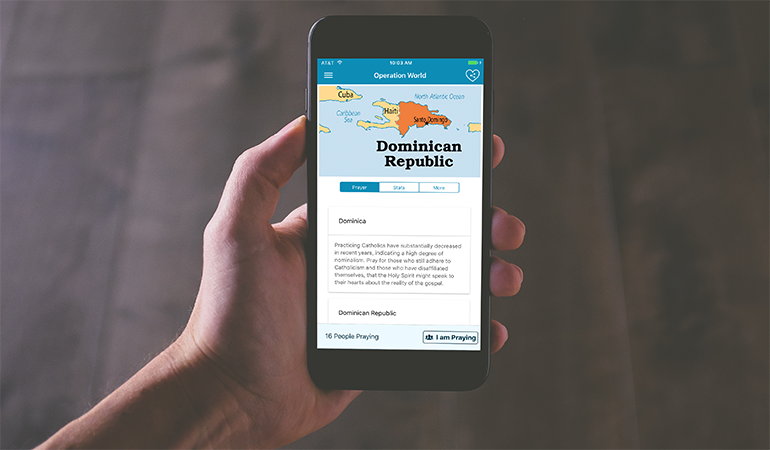 AT&T 10:03 AM
Operation World
Cuba
North Atlantic Ocean
Haiti
Caribbean
Sea
Santo Domingo
Dominican
Republic
Prayer Stats More
Dominica
Practicing Catholics have substantially decreased
in recent years, indicating a high degree of
nominalism. Pray for those who still adhere to
Catholicism and those who have disaffiliated
themselves, that the Holy Spirit might speak to
their hearts about the reality of the gospel.
Dominican Republic
16 People Praying I am Praying